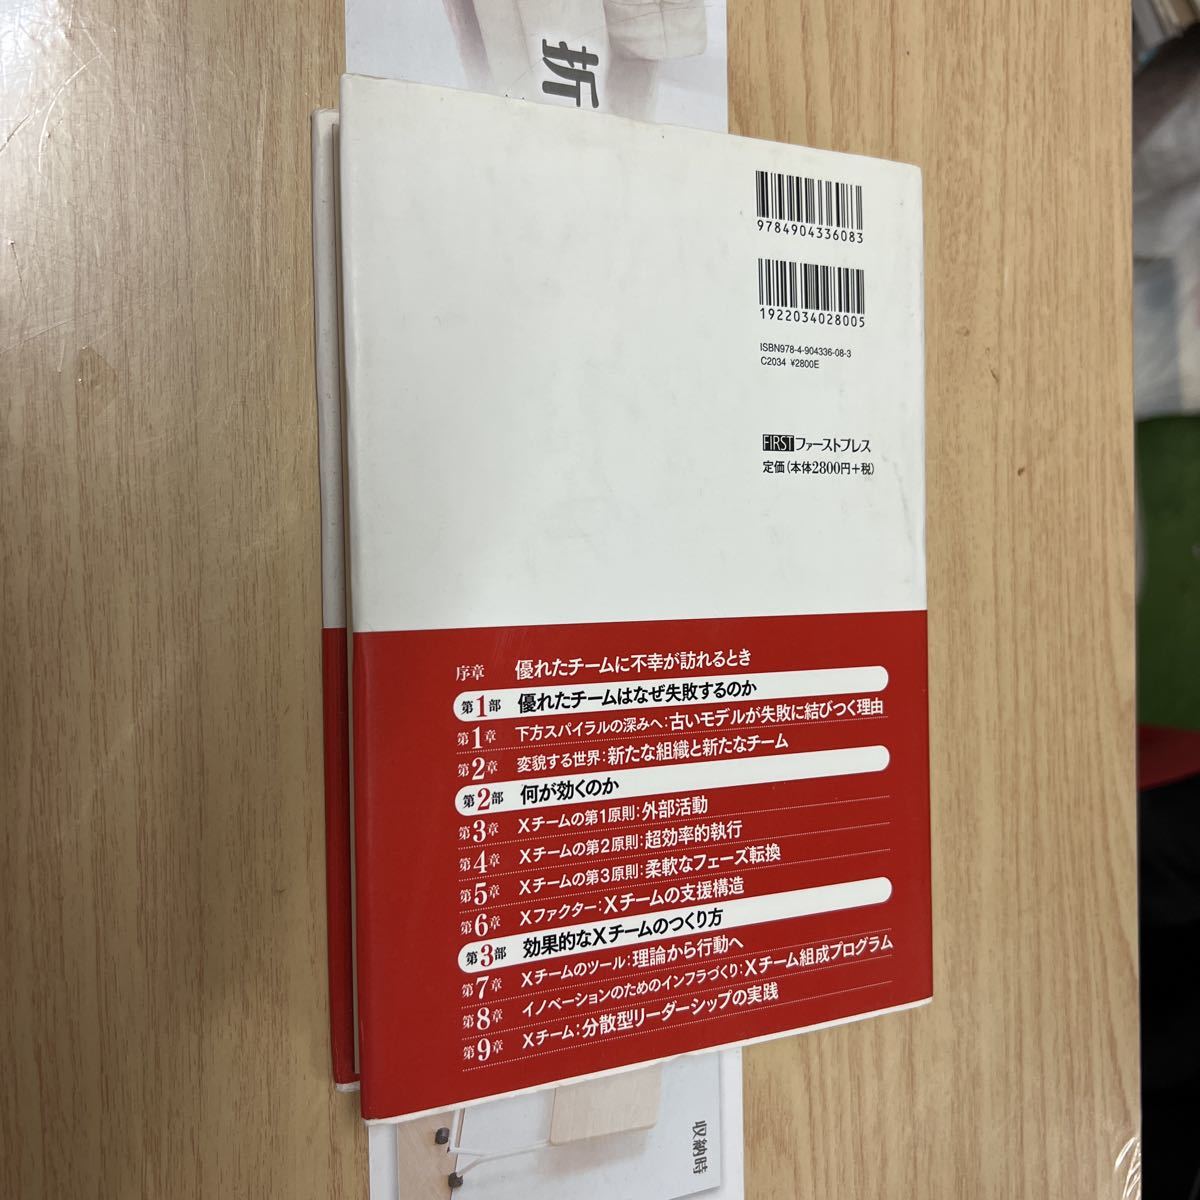 折
9784904336083
1922034028005
ISBN978-4-904336-08-3
C2034 ¥2800E
FIRST ファーストプレス
定価(本体2800円+税)
序章 優れたチームに不幸が訪れるとき
第1部 優れたチームはなぜ失敗するのか
第1章 下方スパイラルの深みへ:古いモデルが失敗に結びつく理由
第2章 変貌する世界:新たな組織と新たなチーム
第2部 何が効くのか
第3章 Xチームの第1原則:外部活動
第4章 Xチームの第2原則:超効率的執行
第5章 Xチームの第3原則:柔軟なフェーズ転換
第6章 Xファクター:Xチームの支援構造
第3部 効果的なXチームのつくり方
第7章 Xチームのツール:理論から行動へ
第8章 イノベーションのためのインフラづくり:Xチーム組成プログラム
第9章 Xチーム:分散型リーダーシップの実践
収納時